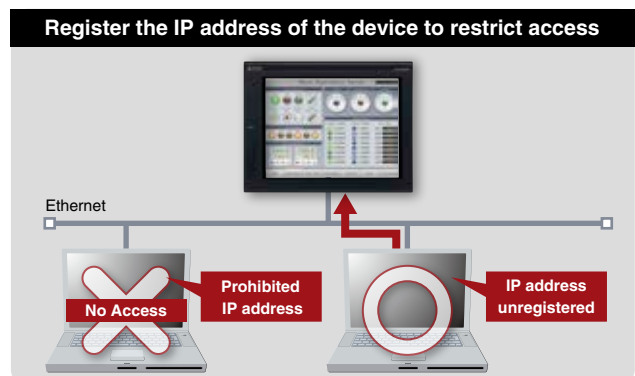 Register the IP address of the device to restrict access
Ethernet
No Access
Prohibited
IP address
IP address
unregistered